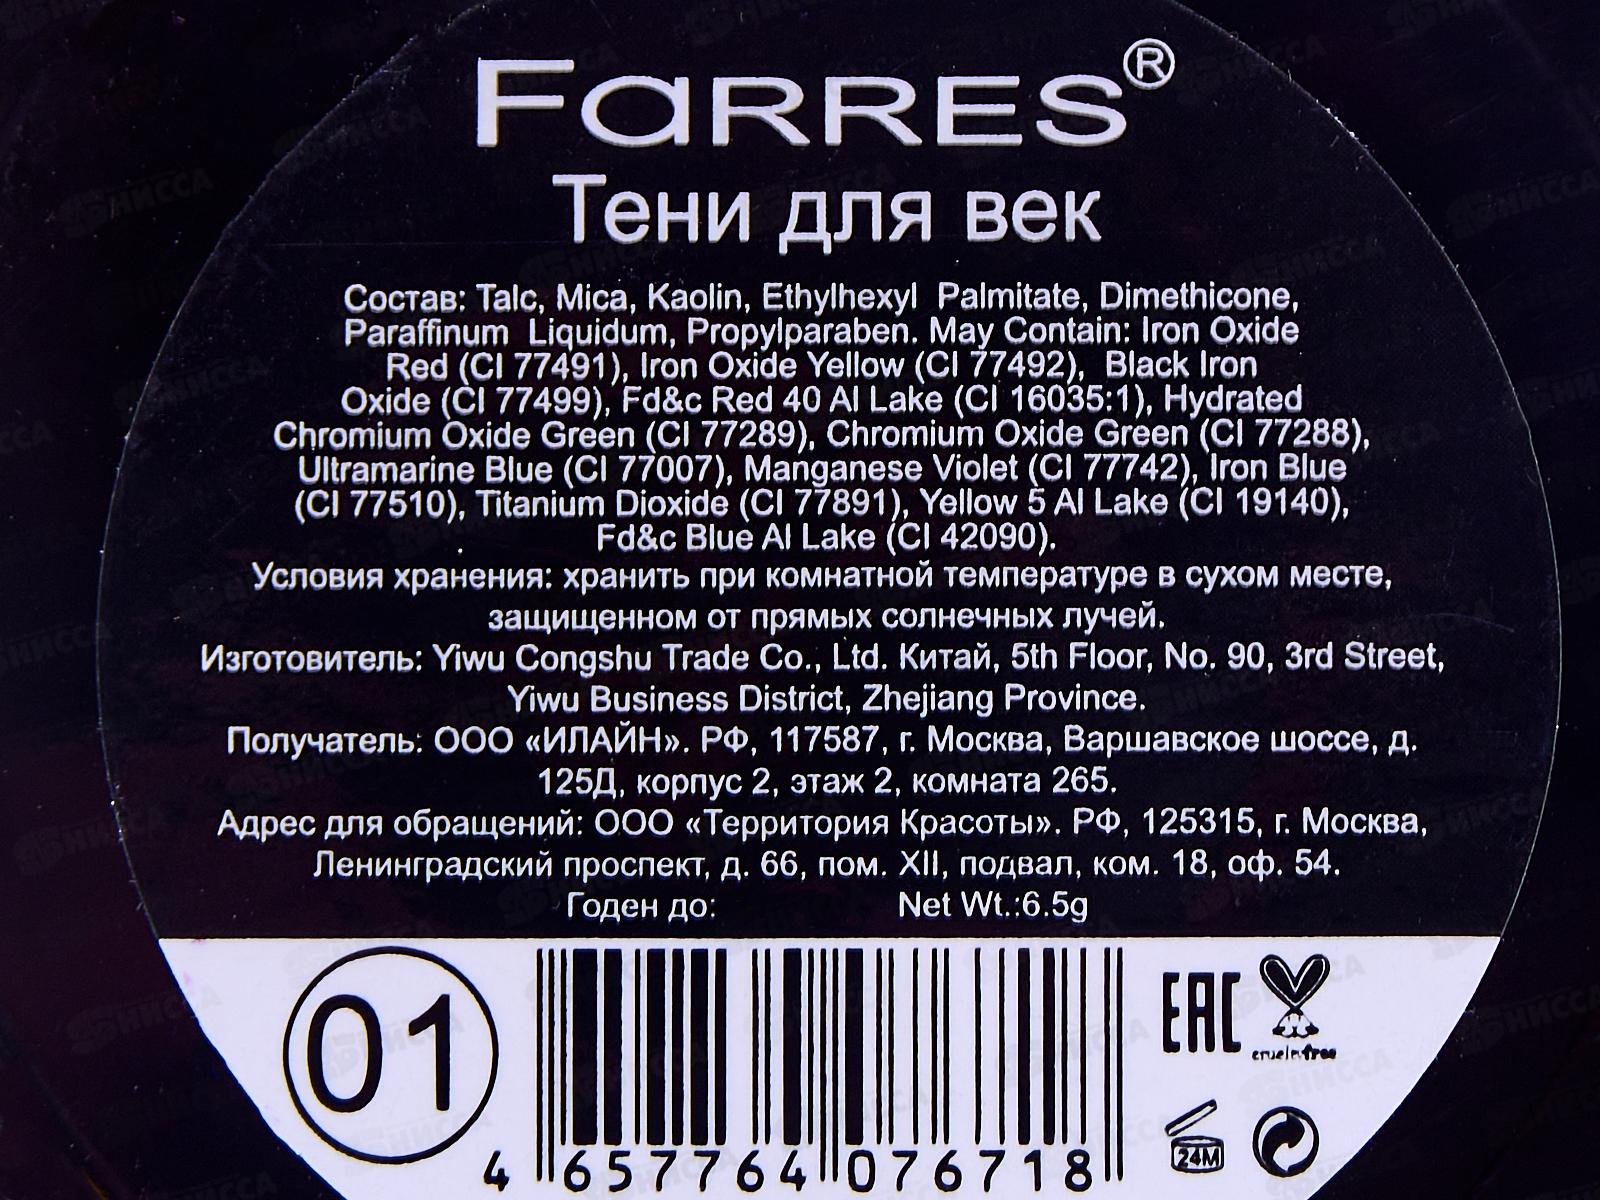 FARRES®
Тени для век
Состав: Talc, Mica, Kaolin, Ethylhexyl Palmitate, Dimethicone,
Paraffinum Liquidum, Propylparaben. May Contain: Iron Oxide
Red (CI 77491), Iron Oxide Yellow (CI 77492), Black Iron
Oxide (CI 77499), Fd&c Red 40 Al Lake (CI 16035:1), Hydrated
Chromium Oxide Green (CI 77289), Chromium Oxide Green (CI 77288),
Ultramarine Blue (CI 77007), Manganese Violet (CI 77742), Iron Blue
(CI 77510), Titanium Dioxide (CI 77891), Yellow 5 Al Lake (CI 19140),
Fd&c Blue Al Lake (CI 42090).
Условия хранения: хранить при комнатной температуре в сухом месте,
защищенном от прямых солнечных лучей.
Изготовитель: Yiwu Congshu Trade Co., Ltd. Китай, 5th Floor, No. 90, 3rd Street,
Yiwu Business District, Zhejiang Province.
Получатель: ООО «ИЛАЙН». РФ, 117587, г. Москва, Варшавское шоссе, д.
125Д, корпус 2, этаж 2, комната 265.
Адрес для обращений: ООО «Территория Красоты». РФ, 125315, г. Москва,
Ленинградский проспект, д. 66, пом. XII, подвал, ком. 18, оф. 54.
Годен до: Net Wt.:6.5g
01
EAC
cruelty free
24M
4 657764 076718